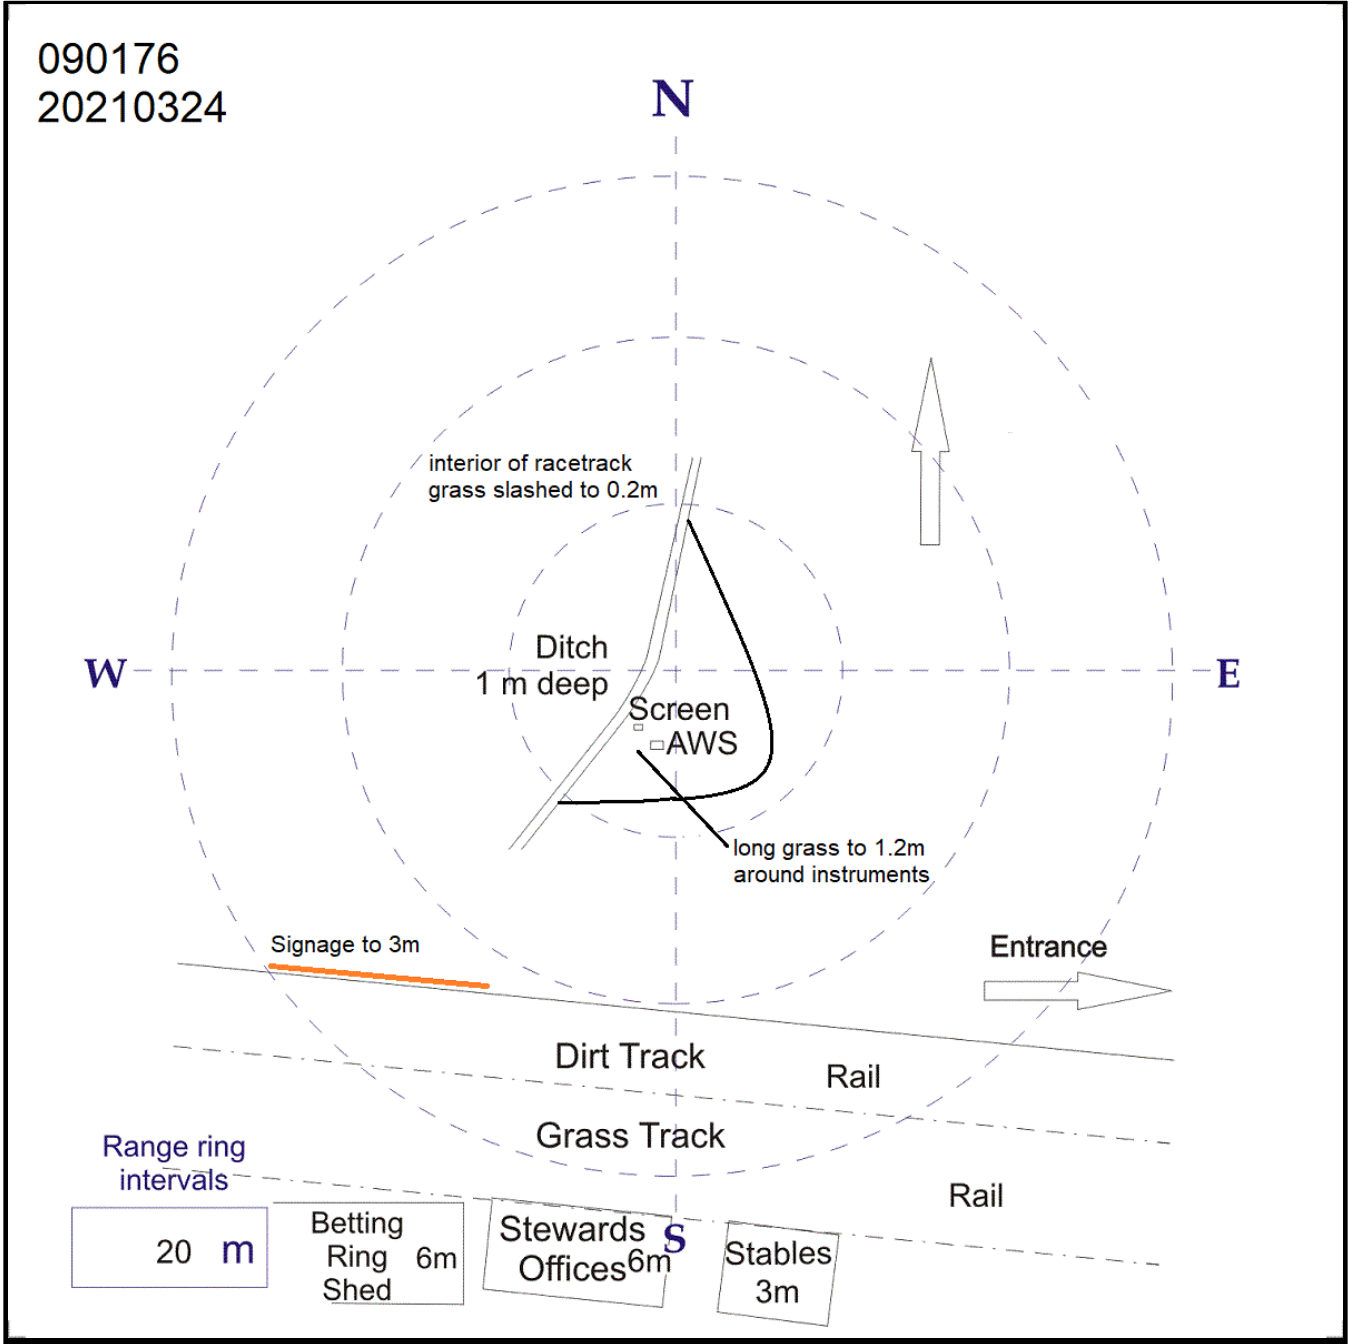 090176
20210324
N
interior of racetrack
grass slashed to 0.2m
Ditch
1 m deep
W
E
Screen
AWS
long grass to 1.2m
around instruments
Signage to 3m
Entrance
Dirt Track
Rail
Grass Track
Rail
Range ring
intervals
20 m
Betting
Ring 6m
Shed
Stewards
Offices 6m
S
Stables
3m